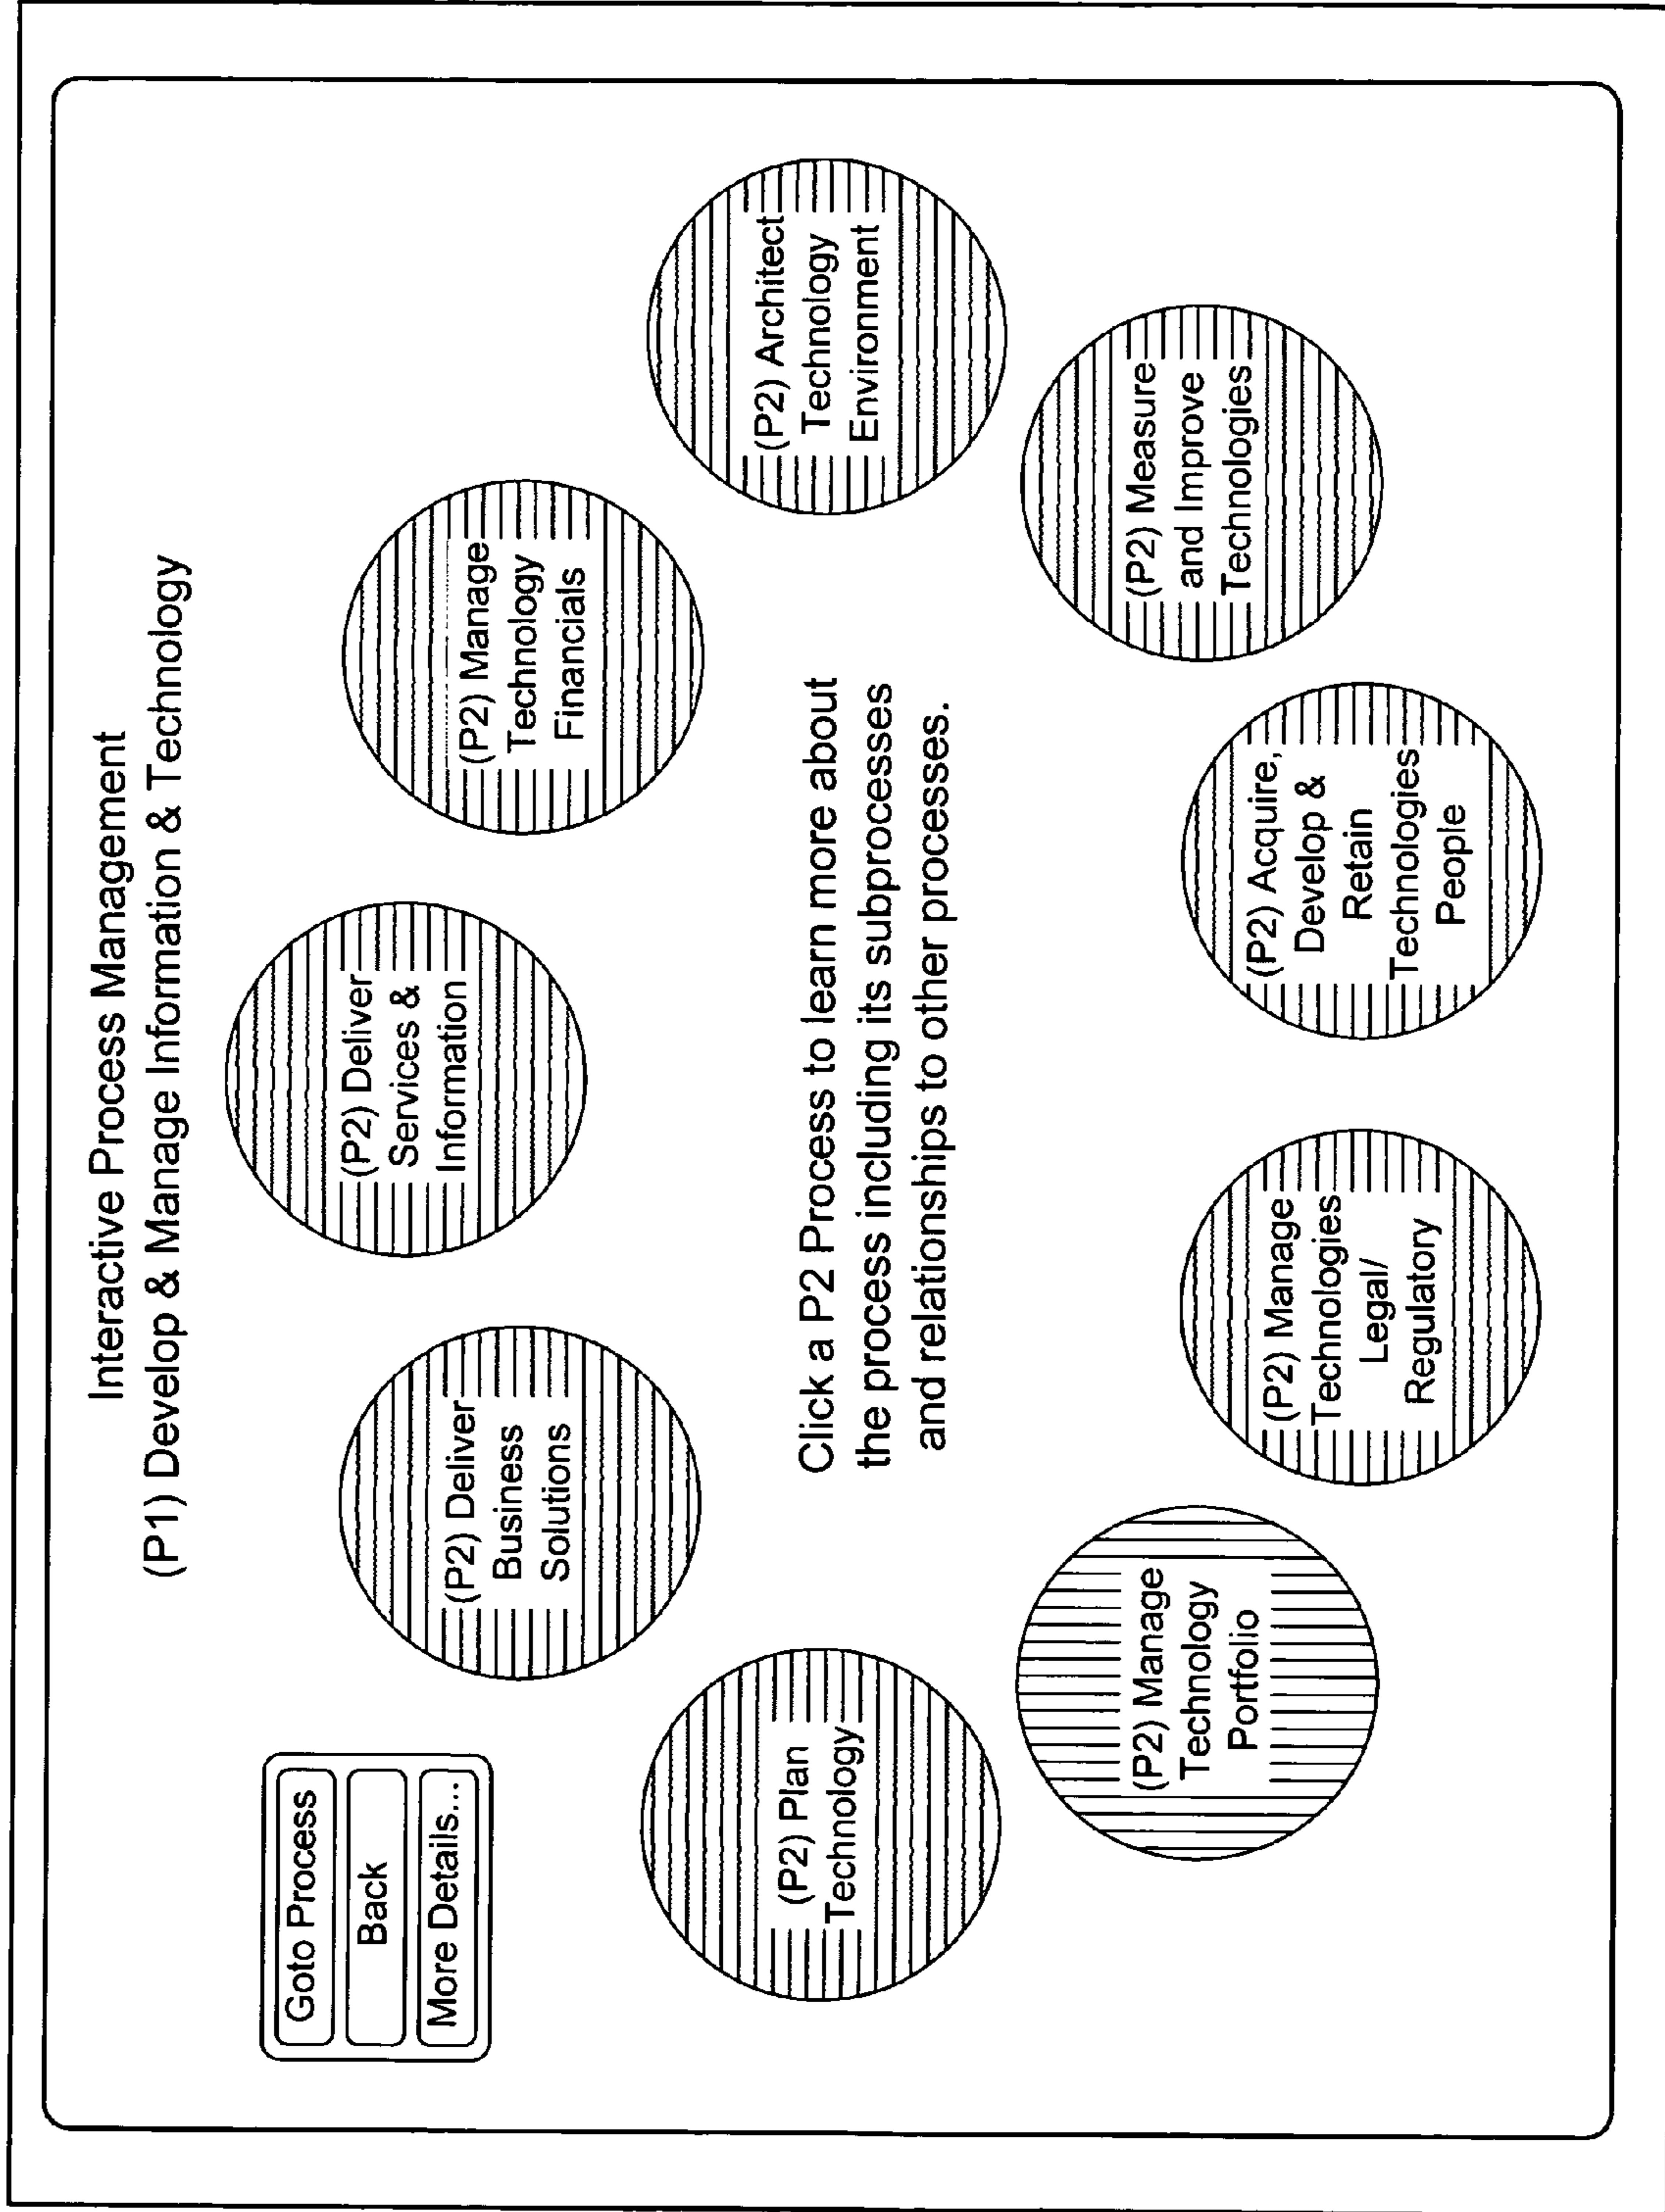 Interactive Process Management
(P1) Develop & Manage Information & Technology
Goto Process
Back
More Details...
(P2) Deliver
Business
Solutions
(P2) Deliver
Services &
Information
(P2) Manage
Technology
Financials
(P2) Plan
Technology
(P2) Architect
Technology
Environment
Click a P2 Process to learn more about
the process including its subprocesses
and relationships to other processes.
(P2) Manage
Technology
Portfolio
(P2) Manage
Technologies
Legal/
Regulatory
(P2) Acquire,
Develop &
Retain
Technologies
People
(P2) Measure
and Improve
Technologies